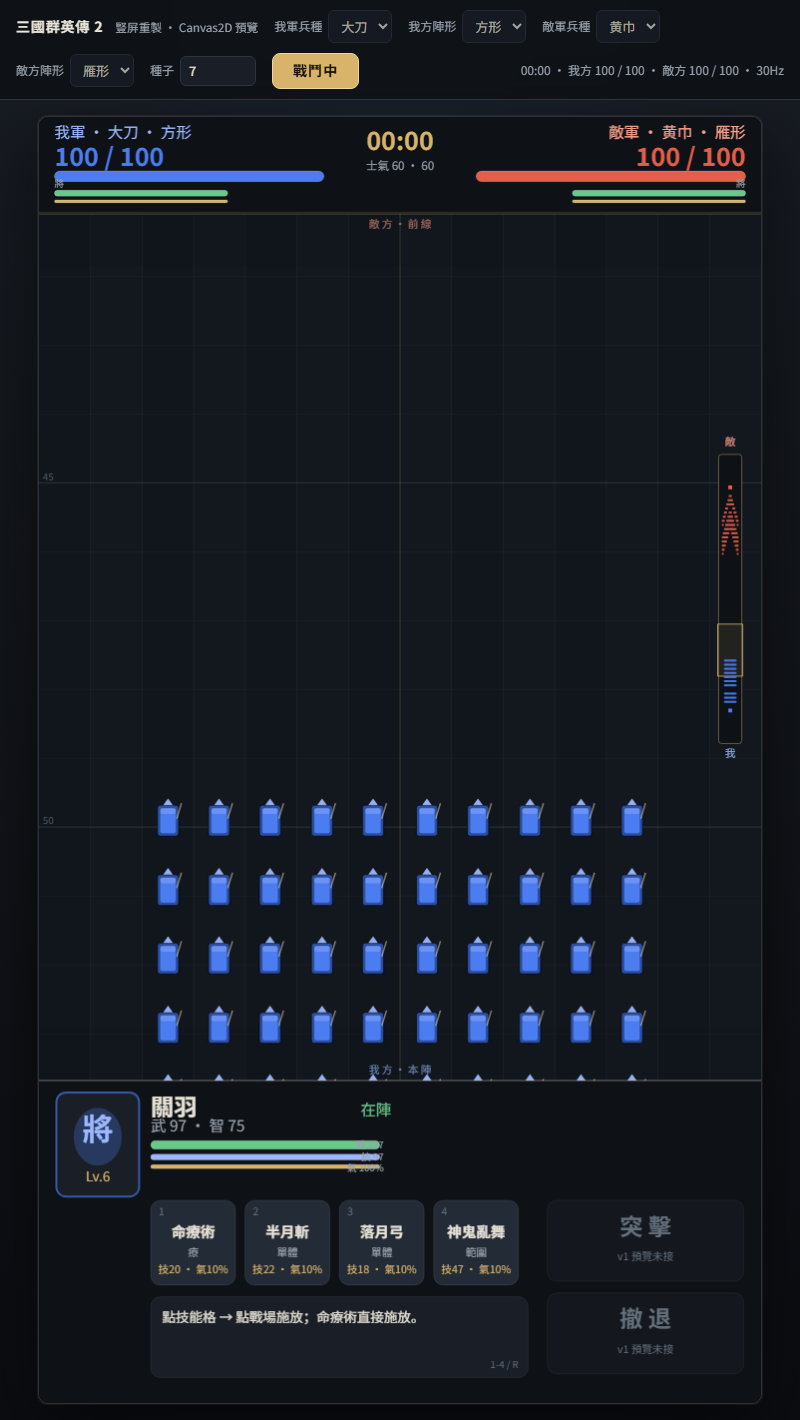 三國群英傳 2 豎屏重製 · Canvas2D 預覽 我軍兵種 大刀 我方陣形 方形 敵軍兵種 黄巾
敵方陣形 雁形 種子 7 戰鬥中 00:00 · 我方 100 / 100 · 敵方 100 / 100 · 30Hz
我軍 · 大刀 · 方形 00:00 敵軍 · 黄巾 · 雁形
100 / 100 士氣 60 · 60 100 / 100
將 將
敵方 · 前線
敵
45
我
50
我方 · 本陣
將
Lv.6
關羽 在陣
武 97 · 智 75
1 2 3 4
命療術 半月斬 落月弓 神鬼亂舞
療 單體 單體 範圍
技20 · 氣10% 技22 · 氣10% 技18 · 氣10% 技47 · 氣10%
突擊
v1 預覽未接
點技能格 → 點戰場施放；命療術直接施放。
1-4 / R
撤退
v1 預覽未接